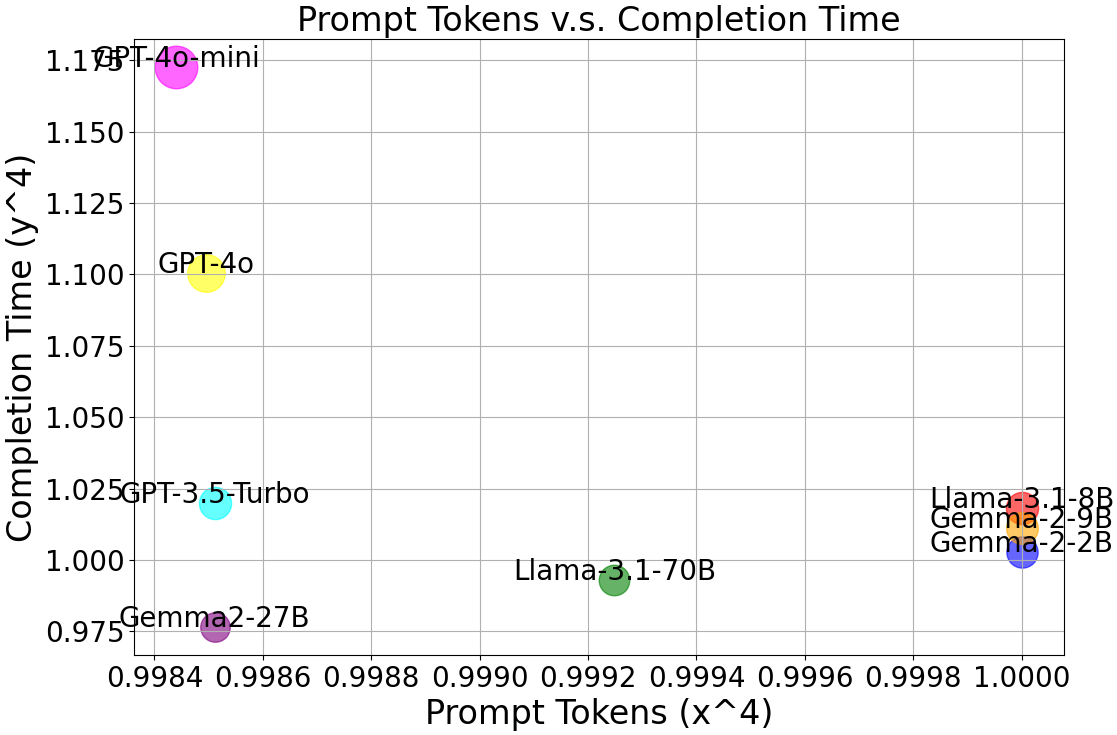 Prompt Tokens v.s. Completion Time
Completion Time (y^4)
1.175
1.150
1.125
1.100
1.075
1.050
1.025
1.000
0.975
GPT-4o-mini
GPT-4o
GPT-3.5-Turbo
Llama-3.1-8B
Gemma-2-9B
Gemma-2-2B
Llama-3.1-70B
Gemma2-27B
0.9984 0.9986 0.9988 0.9990 0.9992 0.9994 0.9996 0.9998 1.0000
Prompt Tokens (x^4)